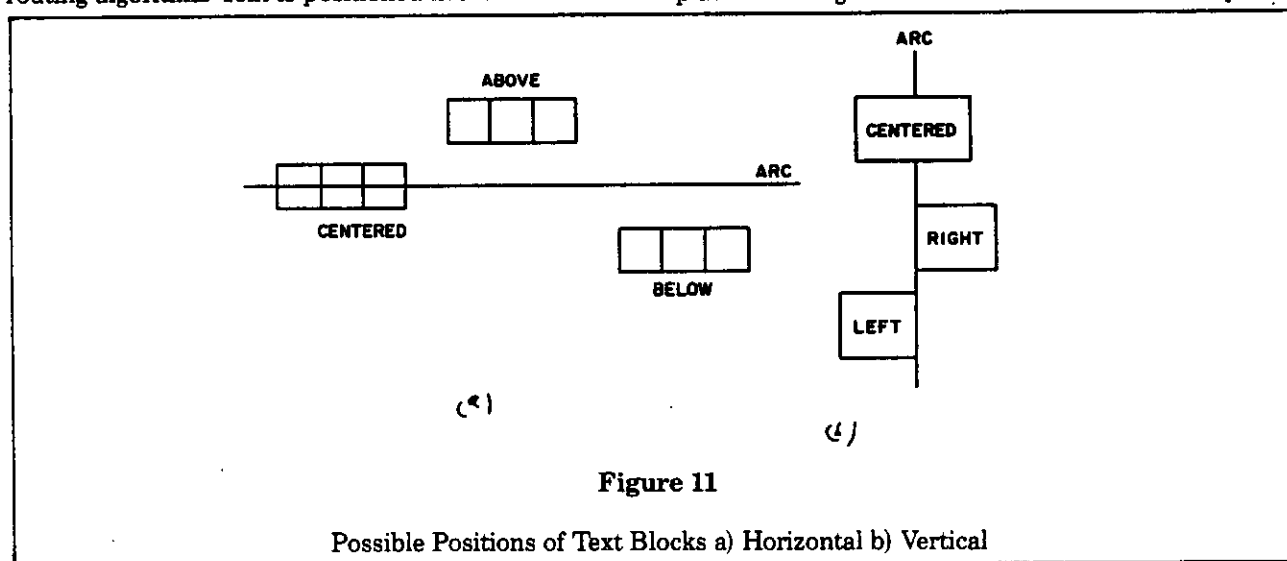 ABOVE
ARC
CENTERED
BELOW
ARC
CENTERED
RIGHT
LEFT
(a)
(b)
Figure 11
Possible Positions of Text Blocks a) Horizontal b) Vertical